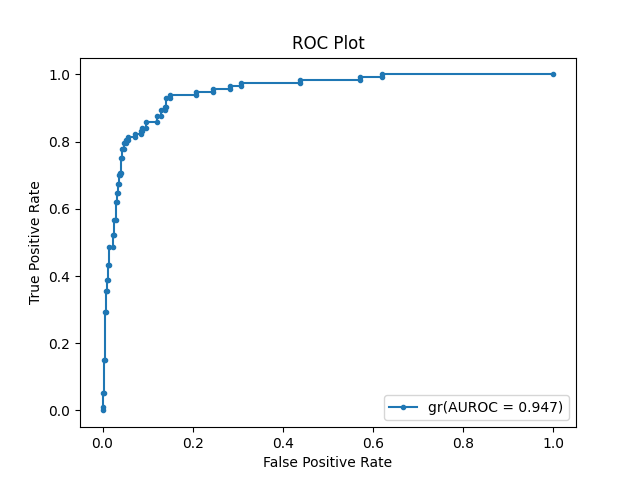 ROC Plot
True Positive Rate
1.0
0.8
0.6
0.4
0.2
0.0
gr(AUROC = 0.947)
0.0 0.2 0.4 0.6 0.8 1.0
False Positive Rate